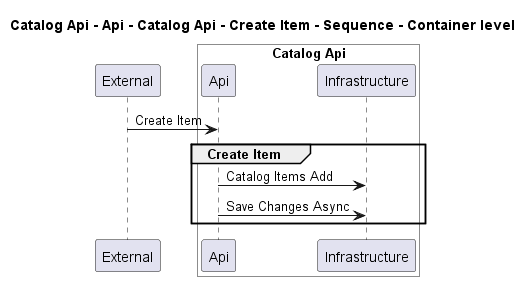 Catalog Api - Api - Catalog Api - Create Item - Sequence - Container level
Catalog Api
External
Api
Infrastructure
Create Item
Create Item
Catalog Items Add
Save Changes Async
External
Api
Infrastructure